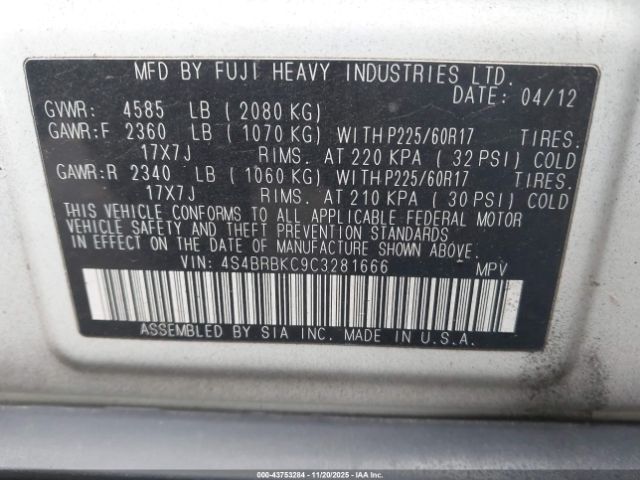 MFD BY FUJI HEAVY INDUSTRIES LTD.
DATE: 04/12
GVWR: 4585 LB ( 2080 KG)
GAWR:F 2360 LB ( 1070 KG) WITH P225/60R17 TIRES.
17X7J RIMS. AT 220 KPA ( 32 PSI) COLD
GAWR:R 2340 LB ( 1060 KG) WITH P225/60R17 TIRES.
17X7J RIMS. AT 210 KPA ( 30 PSI) COLD
THIS VEHICLE CONFORMS TO ALL APPLICABLE FEDERAL MOTOR
VEHICLE SAFETY AND THEFT PREVENTION STANDARDS
IN EFFECT ON THE DATE OF MANUFACTURE SHOWN ABOVE.
VIN: 4S4BRBKC9C3281666 MPV
ASSEMBLED BY SIA INC. MADE IN U.S.A.
000-43753284 - 11/20/2025 - IAAI.COM